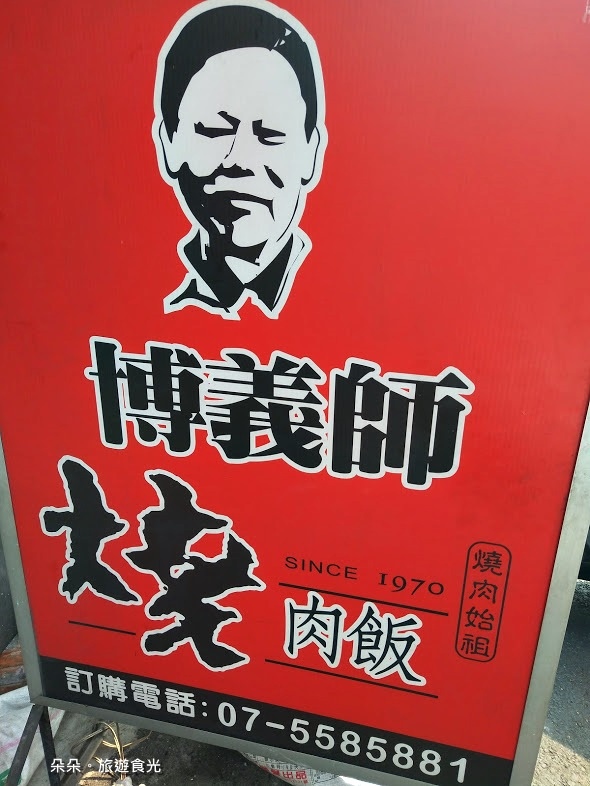 博義師
燒
SINCE 1970
肉飯
燒肉始祖
訂購電話：07-5585881
朵朵。旅遊食光